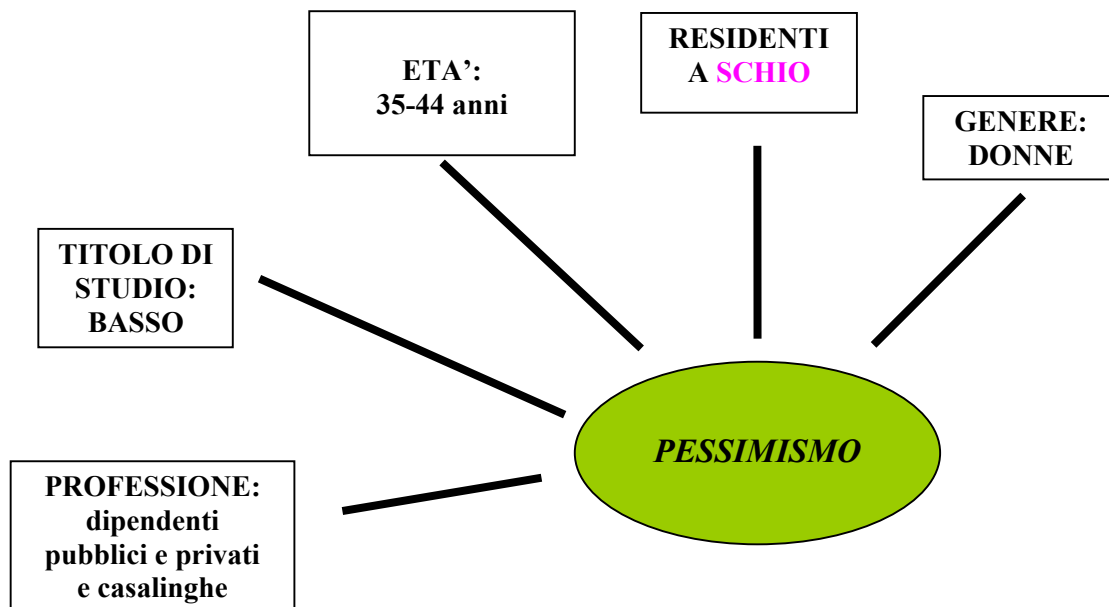 ETA’:
35-44 anni
RESIDENTI
A SCHIO
GENERE:
DONNE
TITOLO DI
STUDIO:
BASSO
PESSIMISMO
PROFESSIONE:
dipendenti
pubblici e privati
e casalinghe